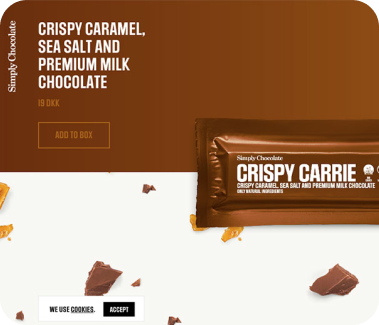 Simply Chocolate
CRISPY CARAMEL,
SEA SALT AND
PREMIUM MILK
CHOCOLATE
19 DKK
ADD TO BOX
Simply Chocolate
CRISPY CARRIE
CRISPY CARAMEL, SEA SALT AND PREMIUM MILK CHOCOLATE
ONLY NATURAL INGREDIENTS
WE USE COOKIES.
ACCEPT